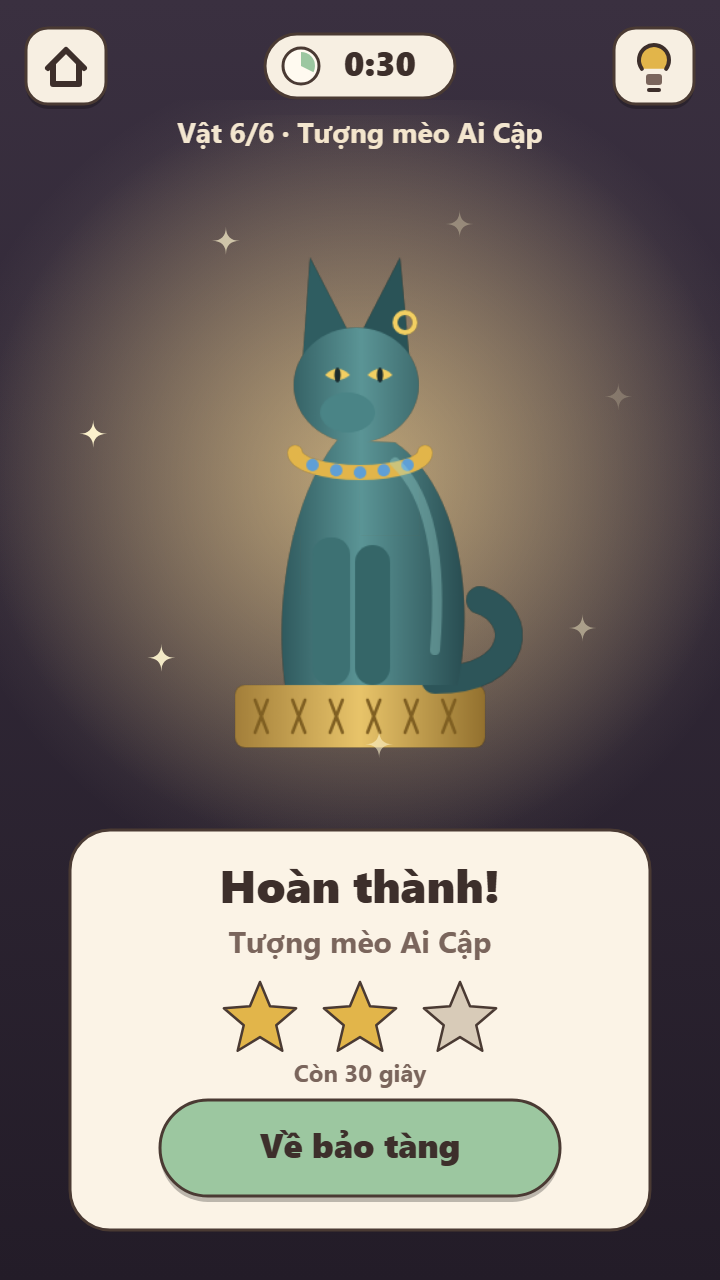 0:30
Vật 6/6 · Tượng mèo Ai Cập
Hoàn thành!
Tượng mèo Ai Cập
Còn 30 giây
Về bảo tàng